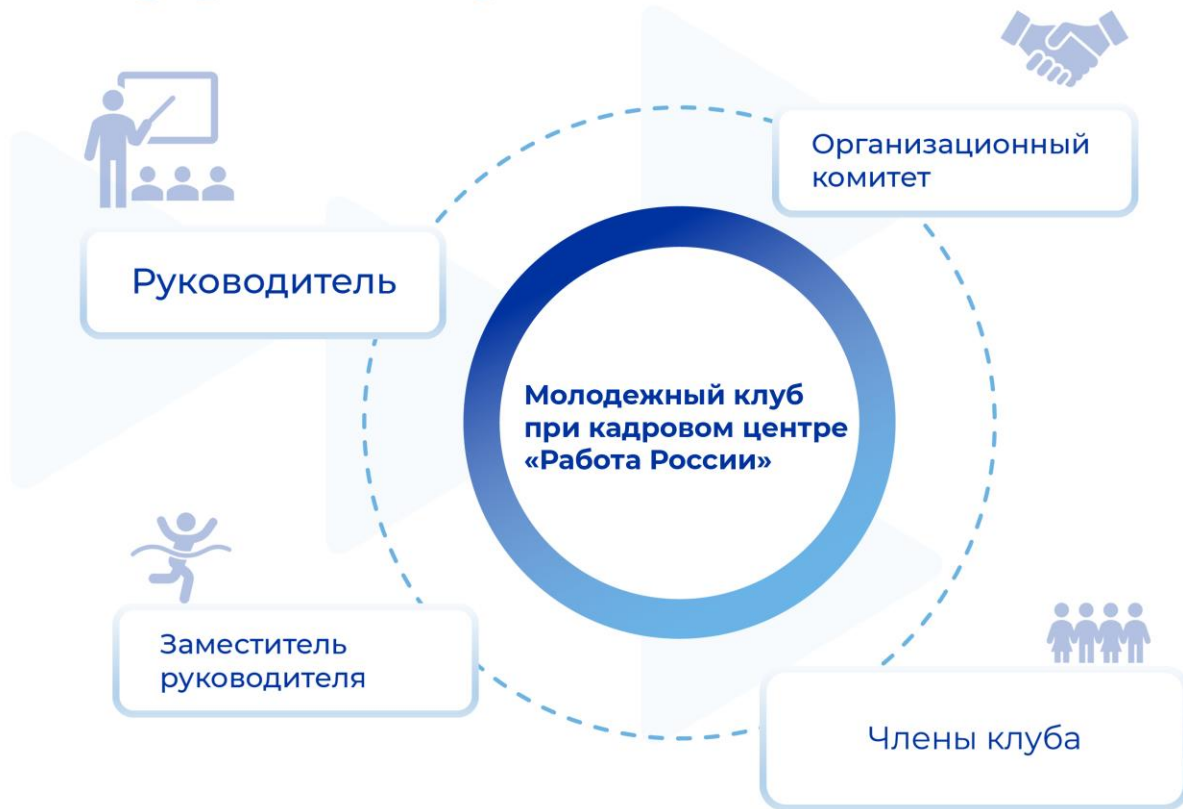 Организационный
комитет
Руководитель
Молодежный клуб
при кадровом центре
«Работа России»
Заместитель
руководителя
Члены клуба